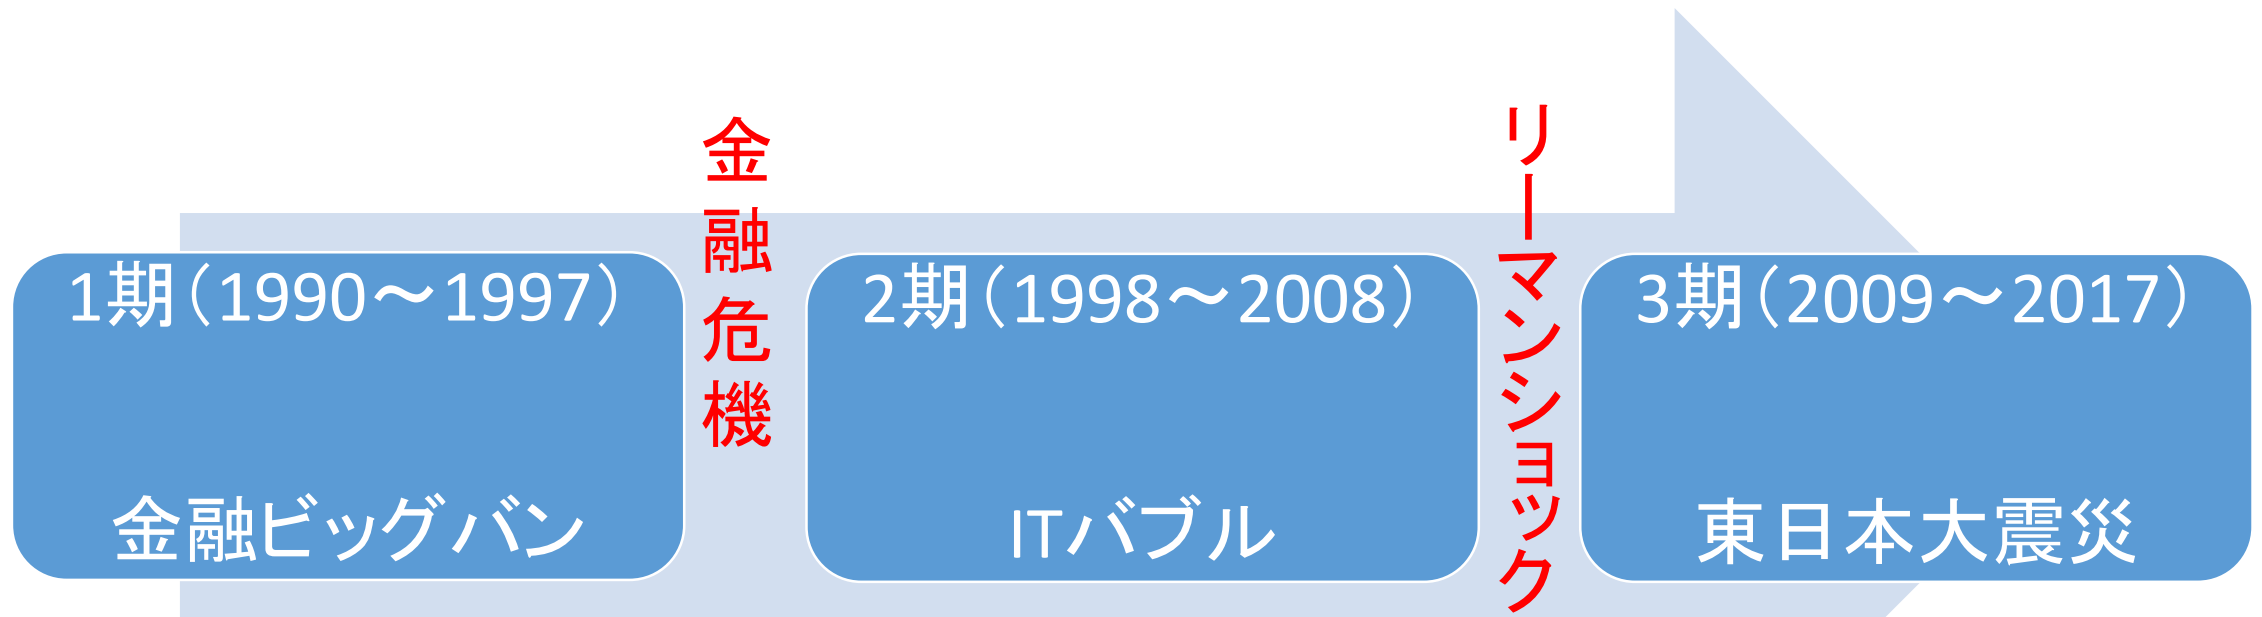 1期（1990～1997）
金融ビッグバン
金融危機
2期（1998～2008）
ITバブル
リーマンショック
3期（2009～2017）
東日本大震災